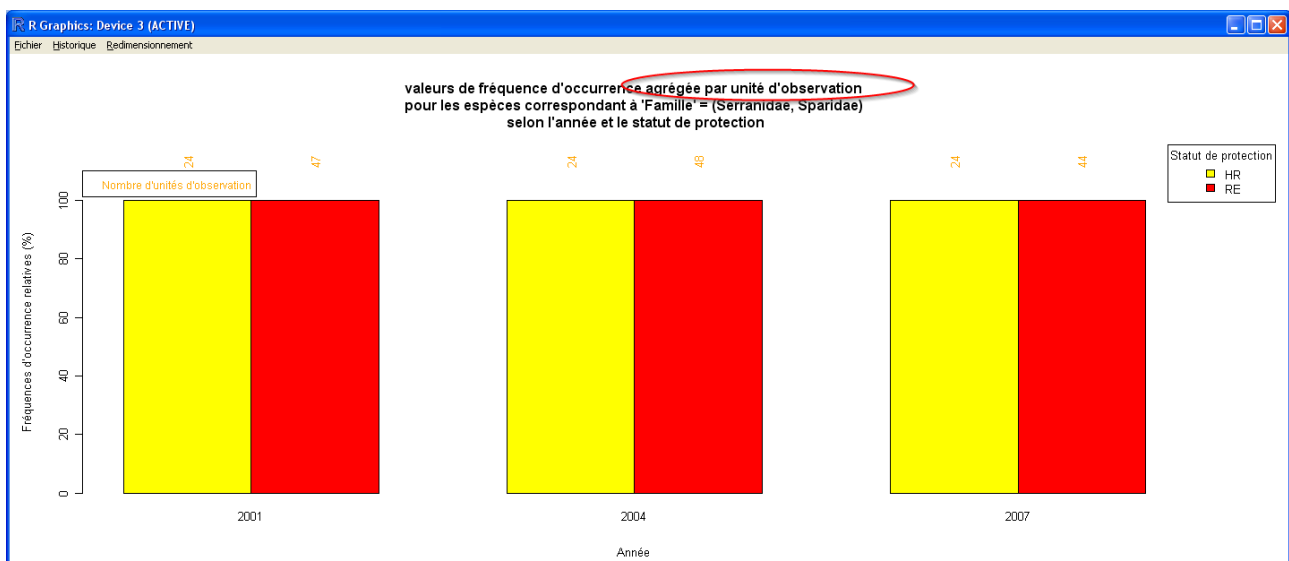 R Graphics: Device 3 (ACTIVE)
Fichier Historique Redimensionnement
valeurs de fréquence d'occurrence agrégée par unité d'observation
pour les espèces correspondant à 'Famille' = (Serranidae, Sparidae)
selon l'année et le statut de protection
24 47 24 48 24 44
Nombre d'unités d'observation
Statut de protection
HR
RE
Fréquences d'occurrence relatives (%)
100
80
60
40
20
0
2001 2004 2007
Année